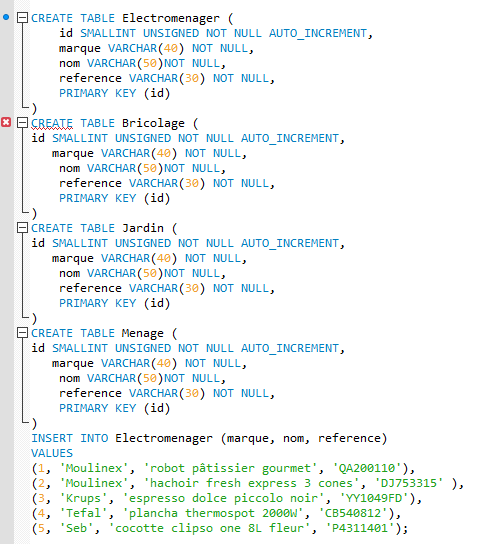 CREATE TABLE Electromenager (
id SMALLINT UNSIGNED NOT NULL AUTO_INCREMENT,
marque VARCHAR(40) NOT NULL,
nom VARCHAR(50)NOT NULL,
reference VARCHAR(30) NOT NULL,
PRIMARY KEY (id)
)
CREATE TABLE Bricolage (
id SMALLINT UNSIGNED NOT NULL AUTO_INCREMENT,
marque VARCHAR(40) NOT NULL,
nom VARCHAR(50)NOT NULL,
reference VARCHAR(30) NOT NULL,
PRIMARY KEY (id)
)
CREATE TABLE Jardin (
id SMALLINT UNSIGNED NOT NULL AUTO_INCREMENT,
marque VARCHAR(40) NOT NULL,
nom VARCHAR(50)NOT NULL,
reference VARCHAR(30) NOT NULL,
PRIMARY KEY (id)
)
CREATE TABLE Menage (
id SMALLINT UNSIGNED NOT NULL AUTO_INCREMENT,
marque VARCHAR(40) NOT NULL,
nom VARCHAR(50)NOT NULL,
reference VARCHAR(30) NOT NULL,
PRIMARY KEY (id)
)
INSERT INTO Electromenager (marque, nom, reference)
VALUES
(1, 'Moulinex', 'robot pâtissier gourmet', 'QA200110'),
(2, 'Moulinex', 'hachoir fresh express 3 cones', 'DJ753315' ),
(3, 'Krups', 'espresso dolce piccolo noir', 'YY1049FD'),
(4, 'Tefal', 'plancha thermospot 2000W', 'CB540812'),
(5, 'Seb', 'cocotte clipso one 8L fleur', 'P4311401');